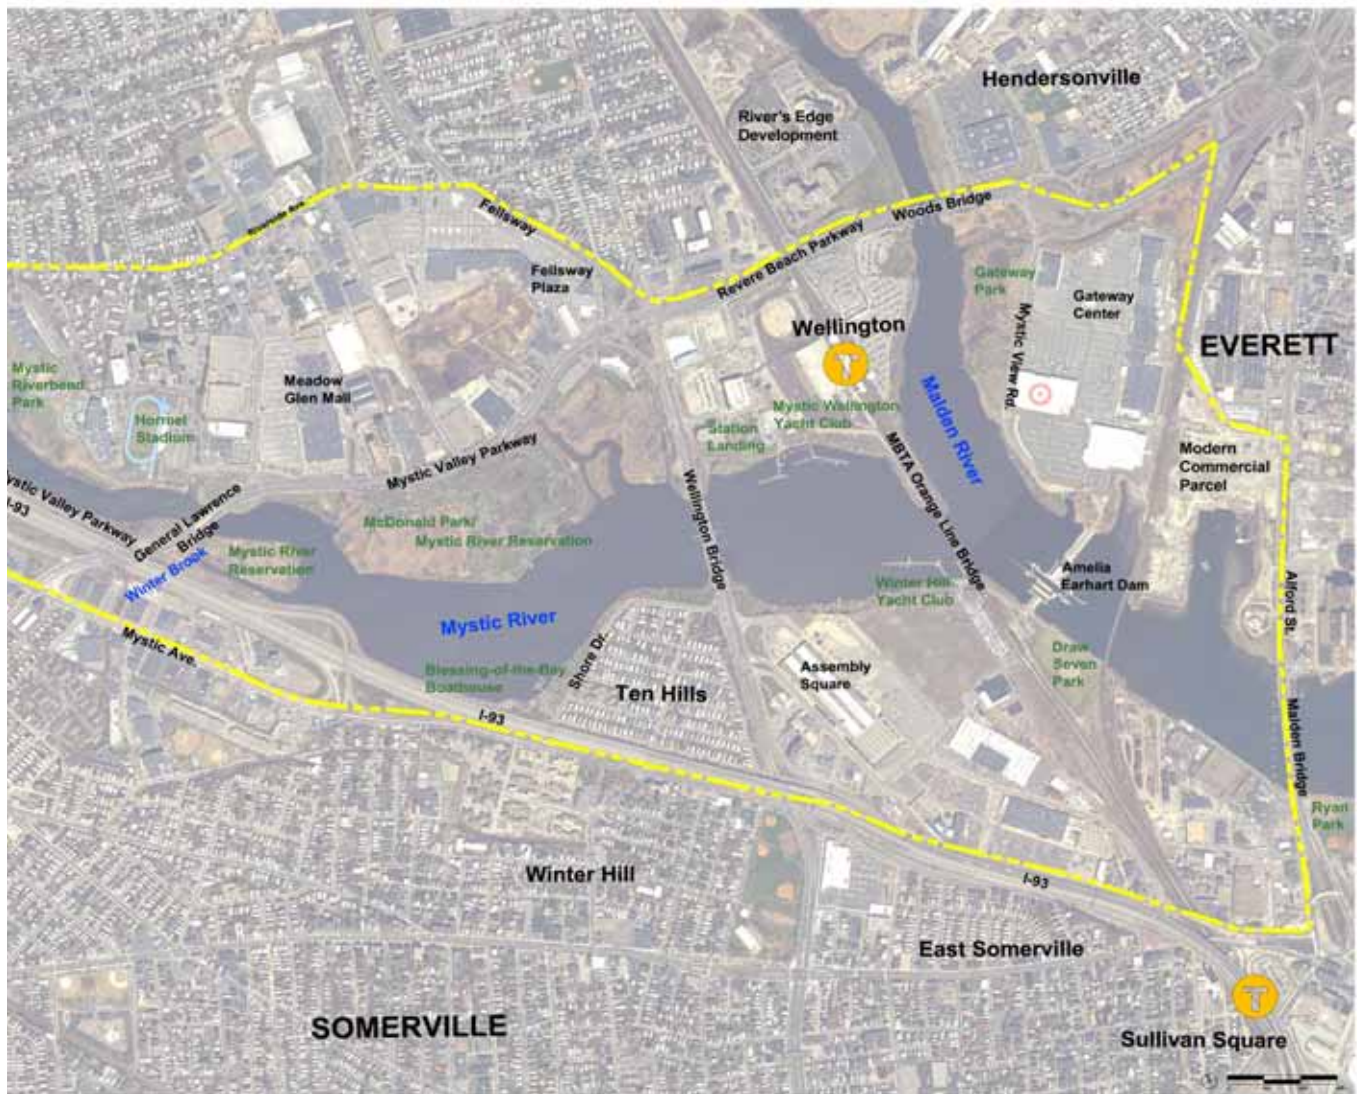 Hendersonville
River's Edge
Development
Riverside Ave.
Fellsway
Woods Bridge
Revere Beach Parkway
Fellsway
Plaza
Gateway
Park
Gateway
Center
Wellington
T
Mystic View Rd.
EVERETT
Mystic
Riverbend
Park
Meadow
Glen Mall
Hormel
Stadium
Malden River
Mystic Wellington
Yacht Club
Station
Landing
MBTA Orange Line Bridge
Modern
Commercial
Parcel
Mystic Valley Parkway
Wellington Bridge
Mystic Valley Parkway
I-93
General Lawrence
Bridge
McDonald Park/
Mystic River Reservation
Mystic River
Reservation
Winter Brook
Amelia
Earhart Dam
Winter Hill
Yacht Club
Alford St.
Mystic River
Mystic Ave.
Shore Dr.
Blessing-of-the-Bay
Boathouse
Ten Hills
Assembly
Square
Draw
Seven
Park
I-93
Malden Bridge
Ryan
Park
Winter Hill
I-93
East Somerville
T
SOMERVILLE
Sullivan Square